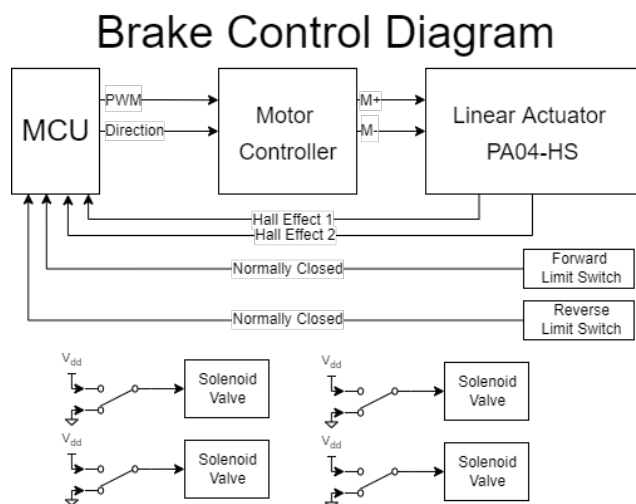 Brake Control Diagram
MCU
PWM
Direction
Motor
Controller
M+
M-
Linear Actuator
PA04-HS
Hall Effect 1
Hall Effect 2
Normally Closed
Forward
Limit Switch
Normally Closed
Reverse
Limit Switch
Vdd
Solenoid
Valve
Vdd
Solenoid
Valve
Vdd
Solenoid
Valve
Vdd
Solenoid
Valve